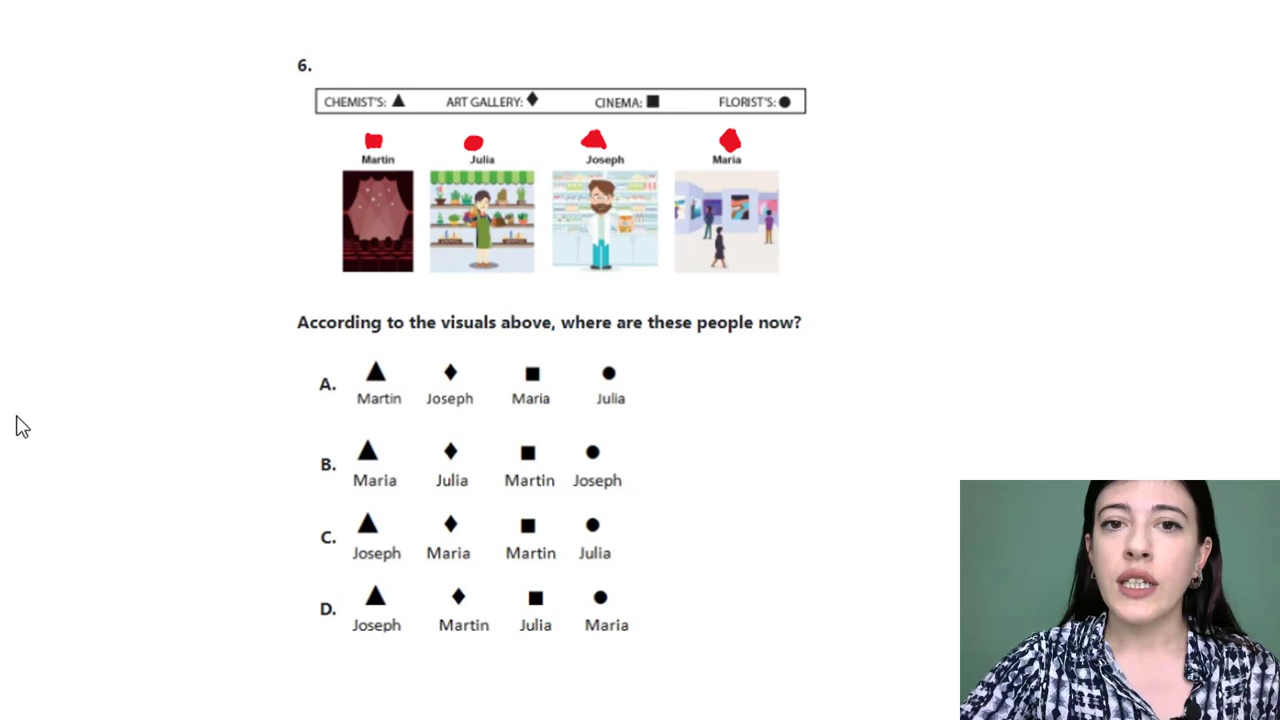 6.
CHEMIST'S: ▲ ART GALLERY: ♦ CINEMA: ■ FLORIST'S: ●
Martin Julia Joseph Maria
According to the visuals above, where are these people now?
A. ▲ ♦ ■ ●
Martin Joseph Maria Julia
B. ▲ ♦ ■ ●
Maria Julia Martin Joseph
C. ▲ ♦ ■ ●
Joseph Maria Martin Julia
D. ▲ ♦ ■ ●
Joseph Martin Julia Maria